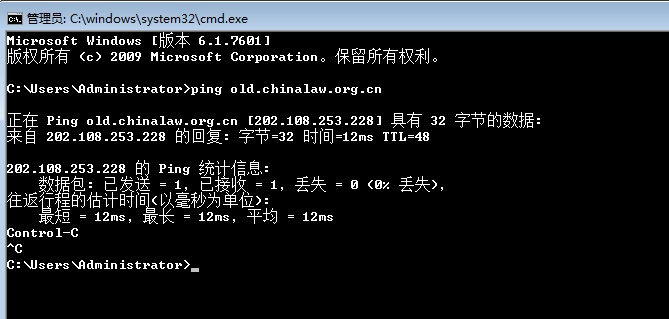 管理员: C:\windows\system32\cmd.exe
Microsoft Windows [版本 6.1.7601]
版权所有 (c) 2009 Microsoft Corporation。保留所有权利。
C:\Users\Administrator>ping old.chinalaw.org.cn
正在 Ping old.chinalaw.org.cn [202.108.253.228] 具有 32 字节的数据:
来自 202.108.253.228 的回复: 字节=32 时间=12ms TTL=48
202.108.253.228 的 Ping 统计信息:
    数据包: 已发送 = 1，已接收 = 1，丢失 = 0 (0% 丢失)，
往返行程的估计时间(以毫秒为单位):
    最短 = 12ms，最长 = 12ms，平均 = 12ms
Control-C
^C
C:\Users\Administrator>_